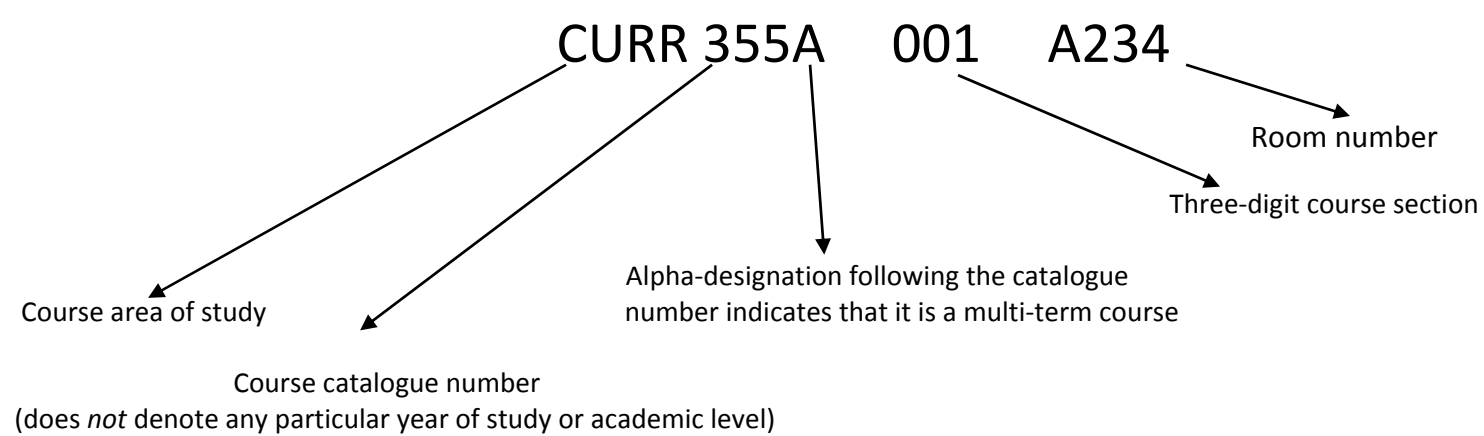 CURR 355A 001 A234
Room number
Three-digit course section
Alpha-designation following the catalogue
number indicates that it is a multi-term course
Course area of study
Course catalogue number
(does not denote any particular year of study or academic level)